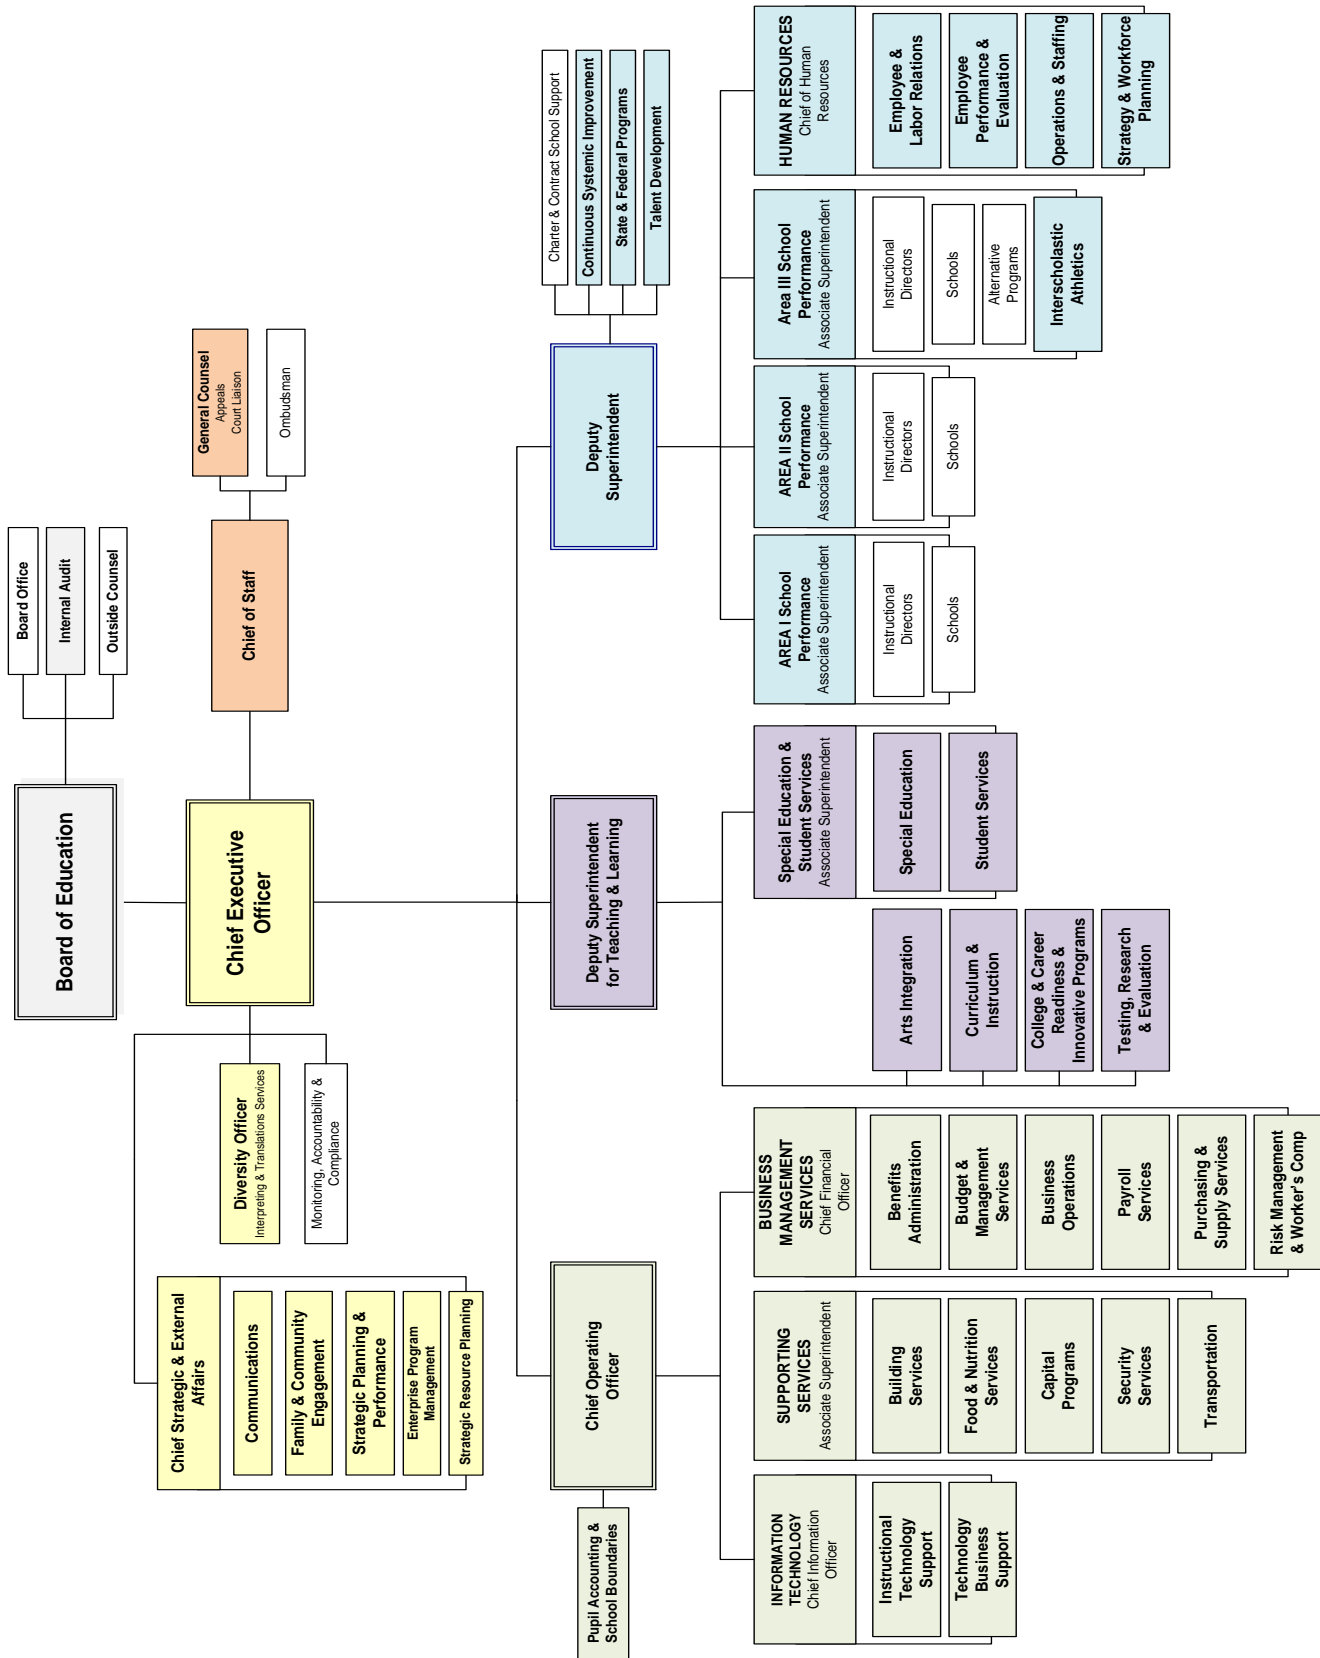 Board of Education
Board Office
Internal Audit
Outside Counsel
Chief Executive
Officer
Chief of Staff
General Counsel
Appeals
Court Liaison
Ombudsman
Diversity Officer
Interpreting & Translations Services
Monitoring, Accountability &
Compliance
Chief Strategic & External
Affairs
Communications
Family & Community
Engagement
Strategic Planning &
Performance
Enterprise Program
Management
Strategic Resource Planning
Chief Operating
Officer
Pupil Accounting &
School Boundaries
INFORMATION
TECHNOLOGY
Chief Information
Officer
Instructional
Technology
Support
Technology
Business
Support
SUPPORTING
SERVICES
Associate Superintendent
Building
Services
Food & Nutrition
Services
Capital
Programs
Security
Services
Transportation
BUSINESS
MANAGEMENT
SERVICES
Chief Financial
Officer
Benefits
Administration
Budget &
Management
Services
Business
Operations
Payroll
Services
Purchasing &
Supply Services
Risk Management
& Worker's Comp
Deputy Superintendent
for Teaching & Learning
Arts Integration
Curriculum &
Instruction
College & Career
Readiness &
Innovative Programs
Testing, Research
& Evaluation
Special Education &
Student Services
Associate Superintendent
Special Education
Student Services
Deputy
Superintendent
Charter & Contract School Support
Continuous Systemic Improvement
State & Federal Programs
Talent Development
AREA I School
Performance
Associate Superintendent
Instructional
Directors
Schools
AREA II School
Performance
Associate Superintendent
Instructional
Directors
Schools
Area III School
Performance
Associate Superintendent
Instructional
Directors
Schools
Alternative
Programs
Interscholastic
Athletics
HUMAN RESOURCES
Chief of Human
Resources
Employee &
Labor Relations
Employee
Performance &
Evaluation
Operations & Staffing
Strategy & Workforce
Planning